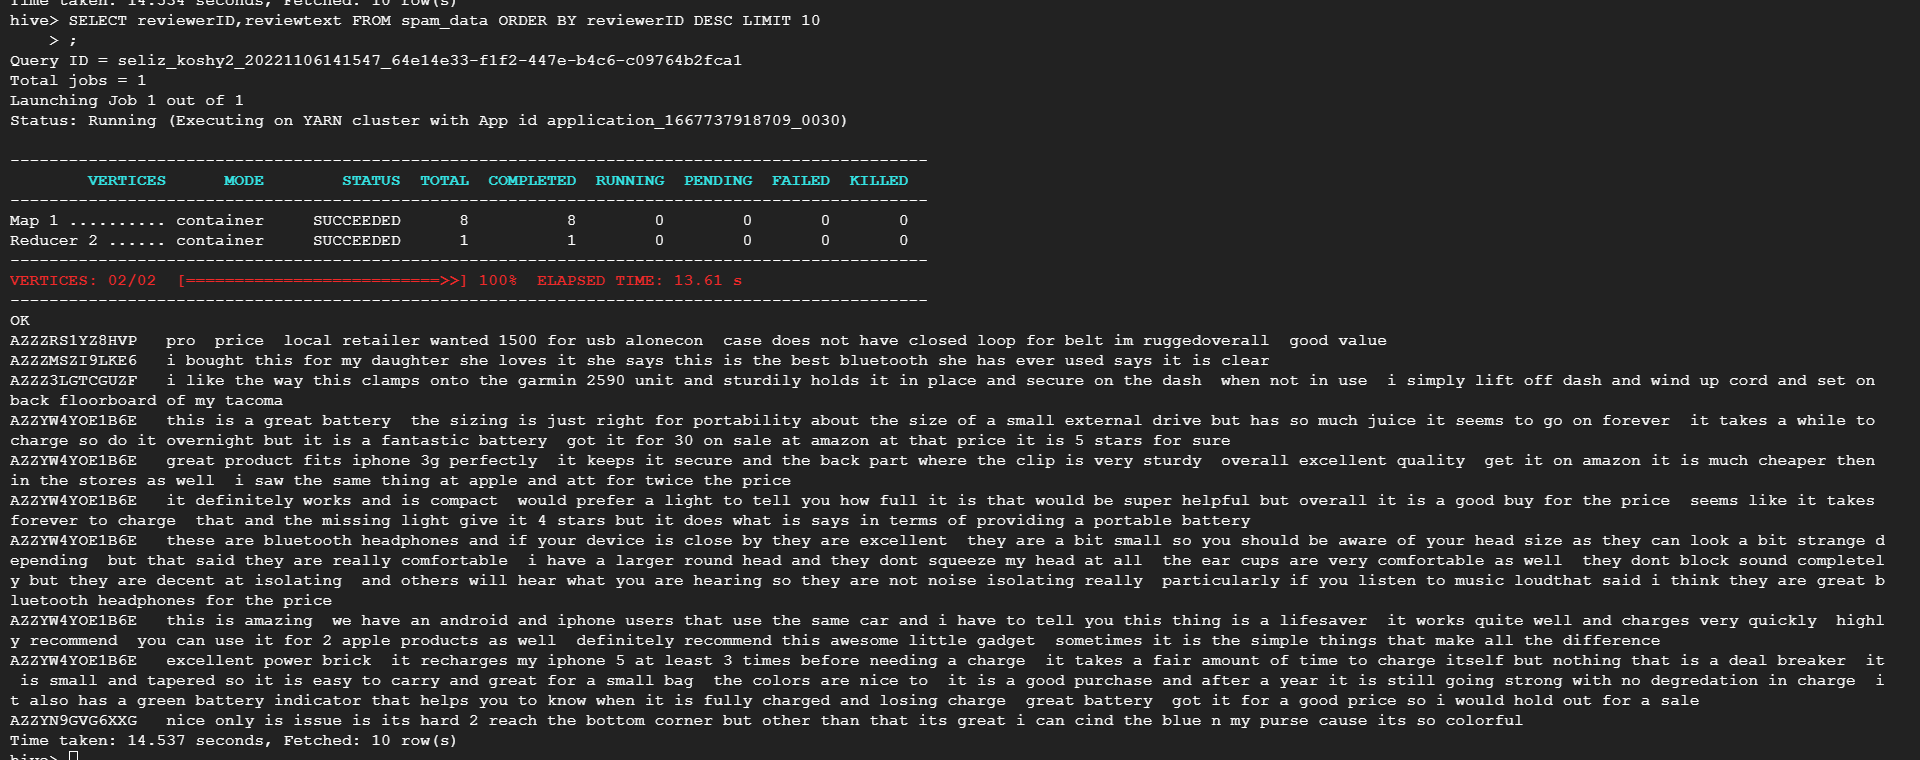 Time taken: 14.534 seconds, Fetched: 10 row(s)
hive> SELECT reviewerID,reviewtext FROM spam_data ORDER BY reviewerID DESC LIMIT 10
    > ;
Query ID = seliz_koshy2_20221106141547_64e14e33-f1f2-447e-b4c6-c09764b2fca1
Total jobs = 1
Launching Job 1 out of 1
Status: Running (Executing on YARN cluster with App id application_1667737918709_0030)
----------------------------------------------------------------------------------------------
        VERTICES      MODE        STATUS  TOTAL  COMPLETED  RUNNING  PENDING  FAILED  KILLED
----------------------------------------------------------------------------------------------
Map 1 .......... container     SUCCEEDED      8          8        0        0       0       0
Reducer 2 ...... container     SUCCEEDED      1          1        0        0       0       0
----------------------------------------------------------------------------------------------
VERTICES: 02/02  [==========================>>] 100%  ELAPSED TIME: 13.61 s
----------------------------------------------------------------------------------------------
OK
AZZZRS1YZ8HVP   pro  price  local retailer wanted 1500 for usb alonecon  case does not have closed loop for belt im ruggedoverall  good value
AZZZMSZI9LKE6   i bought this for my daughter she loves it she says this is the best bluetooth she has ever used says it is clear
AZZZ3LGTCGUZF   i like the way this clamps onto the garmin 2590 unit and sturdily holds it in place and secure on the dash  when not in use  i simply lift off dash and wind up cord and set on
back floorboard of my tacoma
AZZYW4YOE1B6E   this is a great battery  the sizing is just right for portability about the size of a small external drive but has so much juice it seems to go on forever  it takes a while to
charge so do it overnight but it is a fantastic battery  got it for 30 on sale at amazon at that price it is 5 stars for sure
AZZYW4YOE1B6E   great product fits iphone 3g perfectly  it keeps it secure and the back part where the clip is very sturdy  overall excellent quality  get it on amazon it is much cheaper then
in the stores as well  i saw the same thing at apple and att for twice the price
AZZYW4YOE1B6E   it definitely works and is compact  would prefer a light to tell you how full it is that would be super helpful but overall it is a good buy for the price  seems like it takes
forever to charge  that and the missing light give it 4 stars but it does what is says in terms of providing a portable battery
AZZYW4YOE1B6E   these are bluetooth headphones and if your device is close by they are excellent  they are a bit small so you should be aware of your head size as they can look a bit strange d
epending  but that said they are really comfortable  i have a larger round head and they dont squeeze my head at all  the ear cups are very comfortable as well  they dont block sound completel
y but they are decent at isolating  and others will hear what you are hearing so they are not noise isolating really  particularly if you listen to music loudthat said i think they are great b
luetooth headphones for the price
AZZYW4YOE1B6E   this is amazing  we have an android and iphone users that use the same car and i have to tell you this thing is a lifesaver  it works quite well and charges very quickly  highl
y recommend  you can use it for 2 apple products as well  definitely recommend this awesome little gadget  sometimes it is the simple things that make all the difference
AZZYW4YOE1B6E   excellent power brick  it recharges my iphone 5 at least 3 times before needing a charge  it takes a fair amount of time to charge itself but nothing that is a deal breaker  it
 is small and tapered so it is easy to carry and great for a small bag  the colors are nice to  it is a good purchase and after a year it is still going strong with no degredation in charge  i
t also has a green battery indicator that helps you to know when it is fully charged and losing charge  great battery  got it for a good price so i would hold out for a sale
AZZYN9GVG6XXG   nice only is issue is its hard 2 reach the bottom corner but other than that its great i can cind the blue n my purse cause its so colorful
Time taken: 14.537 seconds, Fetched: 10 row(s)
hive>